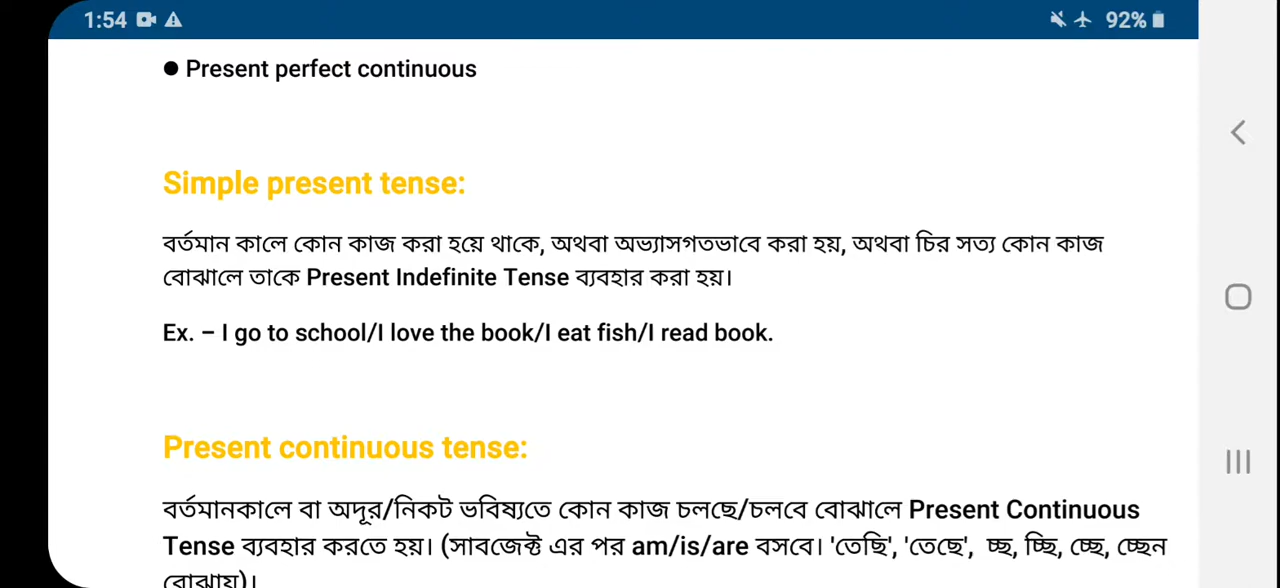 1:54
92%
● Present perfect continuous
Simple present tense:
বর্তমান কালে কোন কাজ করা হয়ে থাকে, অথবা অভ্যাসগতভাবে করা হয়, অথবা চির সত্য কোন কাজ
বোঝালে তাকে Present Indefinite Tense ব্যবহার করা হয়।
Ex. – I go to school/I love the book/I eat fish/I read book.
Present continuous tense:
বর্তমানকালে বা অদূর/নিকট ভবিষ্যতে কোন কাজ চলছে/চলবে বোঝালে Present Continuous
Tense ব্যবহার করতে হয়। (সাবজেক্ট এর পর am/is/are বসবে। 'তেছি', 'তেছে', চ্ছ, চ্ছি, চ্ছে, চ্ছেন
বোঝায়)।